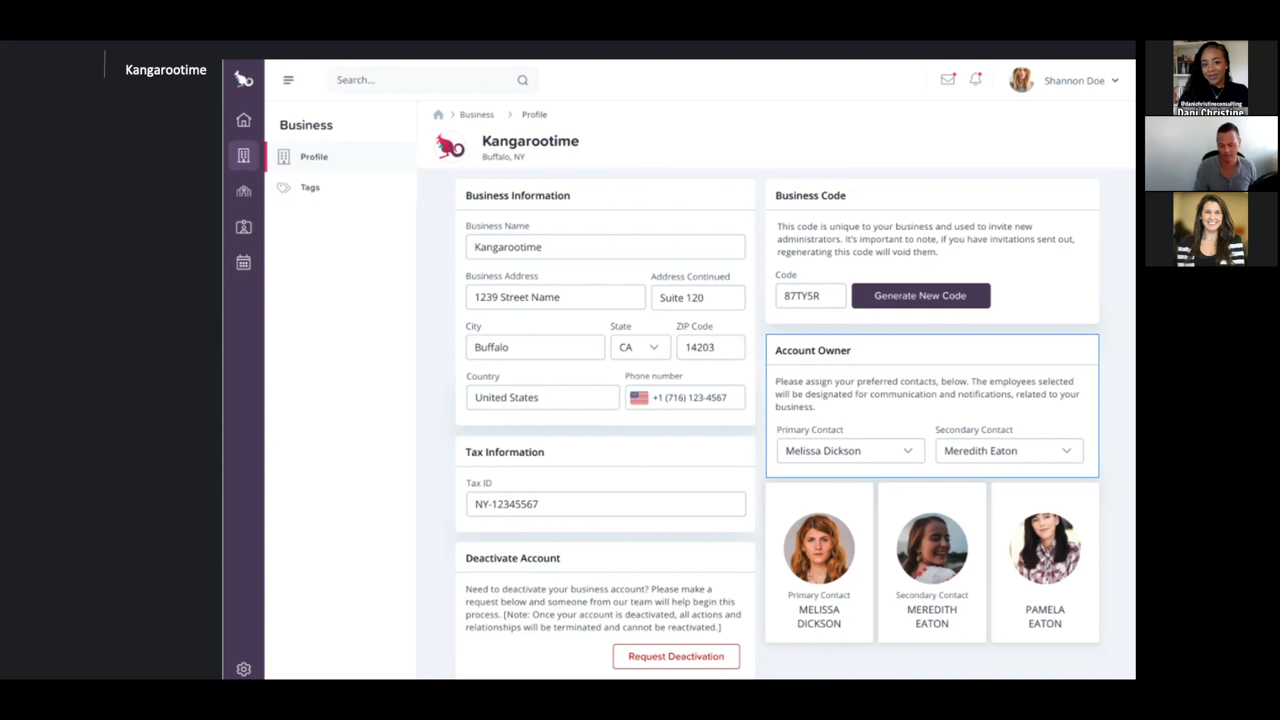 Kangarootime
Search...
Shannon Doe
Business
Profile
Tags
Business
Profile
Kangarootime
Buffalo, NY
Business Information
Business Name
Kangarootime
Business Address
Address Continued
1239 Street Name
Suite 120
City
State
ZIP Code
Buffalo
CA
14203
Country
Phone number
United States
+1 (716) 123-4567
Tax Information
Tax ID
NY-12345567
Deactivate Account
Need to deactivate your business account? Please make a
request below and someone from our team will help begin this
process. [Note: Once your account is deactivated, all actions and
relationships will be terminated and cannot be reactivated.]
Request Deactivation
Business Code
This code is unique to your business and used to invite new
administrators. It's important to note, if you have invitations sent out,
regenerating this code will void them.
Code
87TY5R
Generate New Code
Account Owner
Please assign your preferred contacts, below. The employees selected
will be designated for communication and notifications, related to your
business.
Primary Contact
Secondary Contact
Melissa Dickson
Meredith Eaton
Primary Contact
MELISSA
DICKSON
Secondary Contact
MEREDITH
EATON
PAMELA
EATON
@danichristineconsulting
Dani Christine